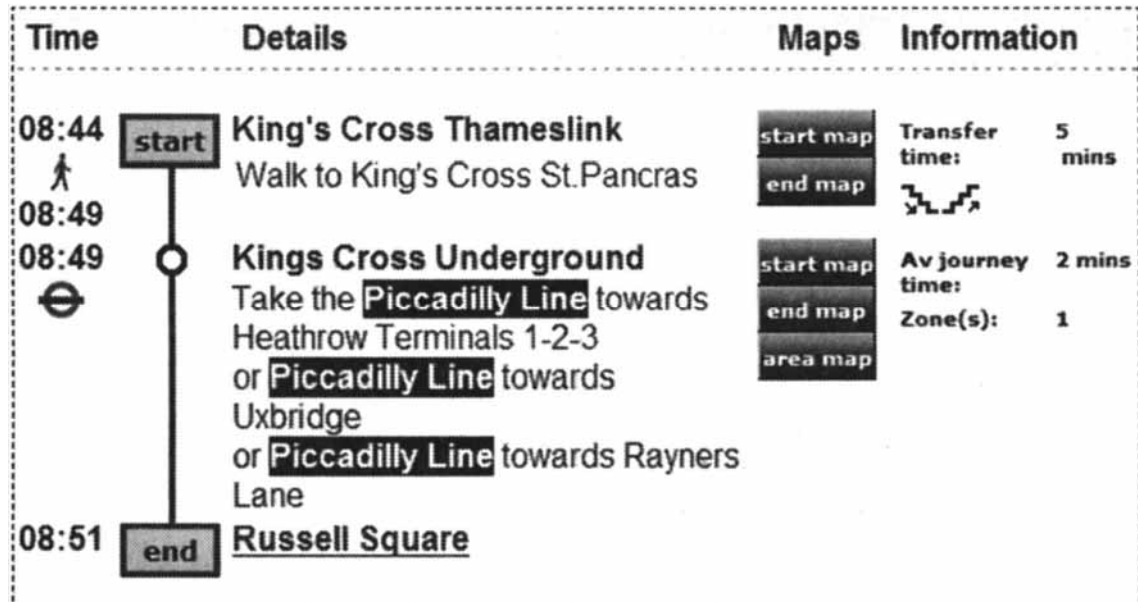 Time Details Maps Information
08:44 start King's Cross Thameslink start map Transfer time: 5 mins
Walk to King's Cross St.Pancras end map
08:49
08:49 Kings Cross Underground start map Av journey time: 2 mins
Take the Piccadilly Line towards end map Zone(s): 1
Heathrow Terminals 1-2-3 area map
or Piccadilly Line towards
Uxbridge
or Piccadilly Line towards Rayners
Lane
08:51 end Russell Square